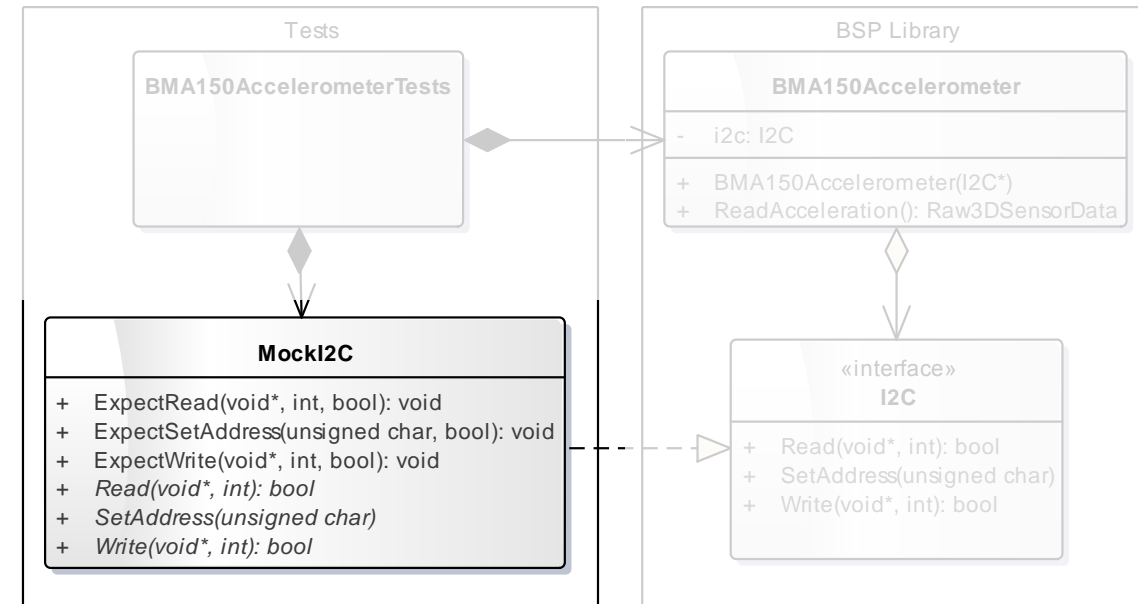 Tests
BMA150AccelerometerTests
BSP Library
BMA150Accelerometer
- i2c: I2C
+ BMA150Accelerometer(I2C*)
+ ReadAcceleration(): Raw3DSensorData
MockI2C
+ ExpectRead(void*, int, bool): void
+ ExpectSetAddress(unsigned char, bool): void
+ ExpectWrite(void*, int, bool): void
+ Read(void*, int): bool
+ SetAddress(unsigned char)
+ Write(void*, int): bool
«interface»
I2C
+ Read(void*, int): bool
+ SetAddress(unsigned char)
+ Write(void*, int): bool